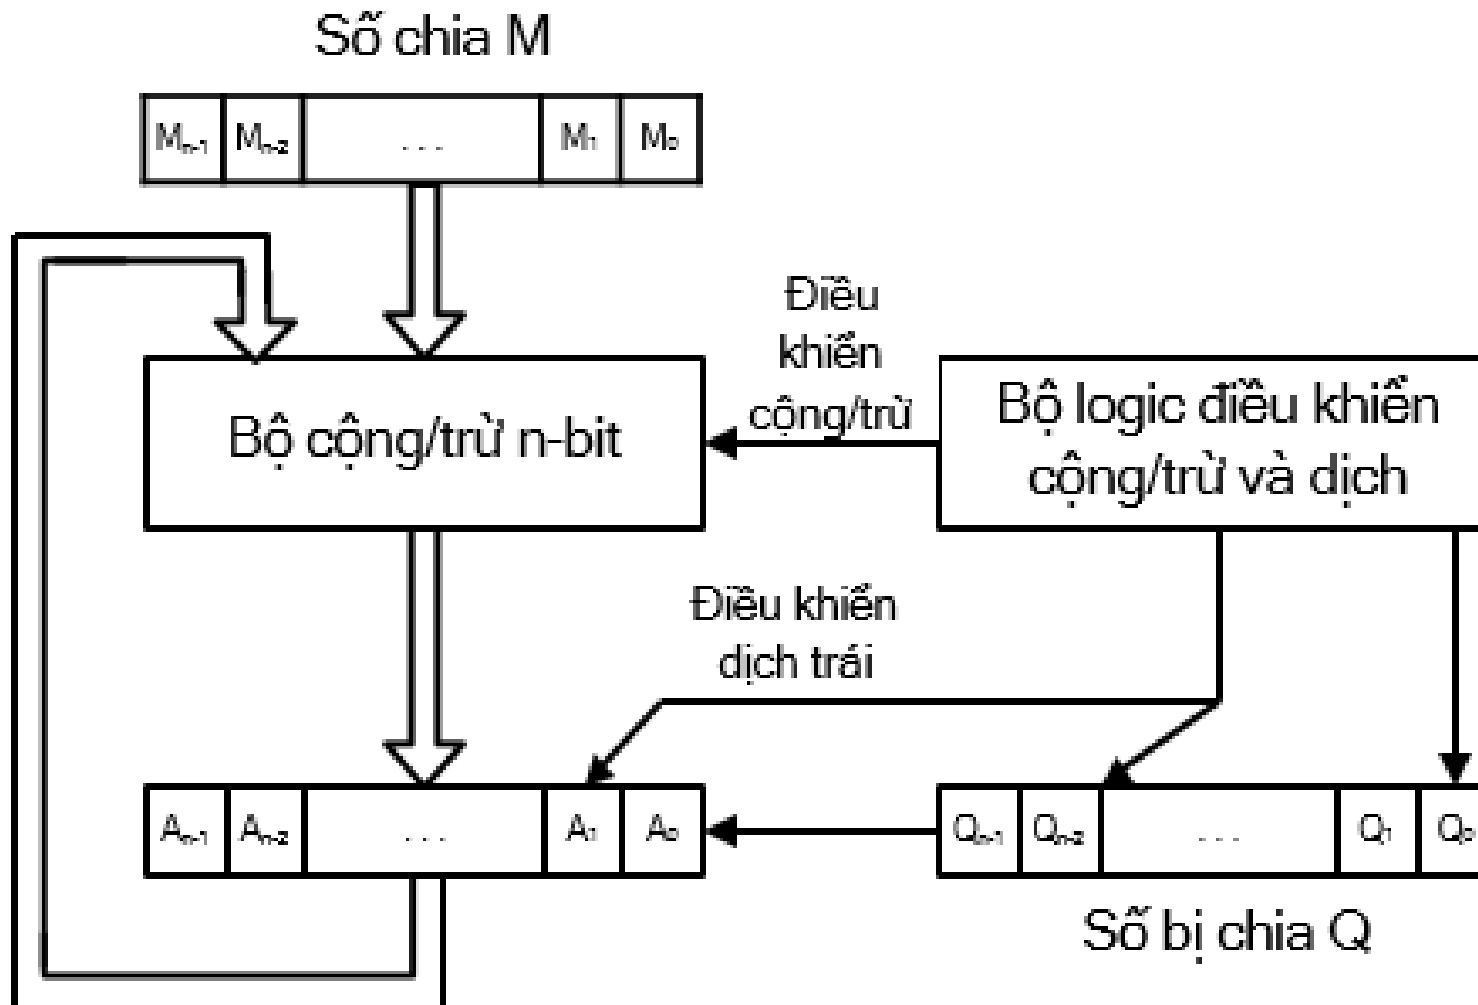 Số chia M
Mn-1 Mn-2 ... M1 M0
Điều
khiển
cộng/trừ
Bộ cộng/trừ n-bit
Bộ logic điều khiển
cộng/trừ và dịch
Điều khiển
dịch trái
An-1 An-2 ... A1 A0
Qn-1 Qn-2 ... Q1 Q0
Số bị chia Q